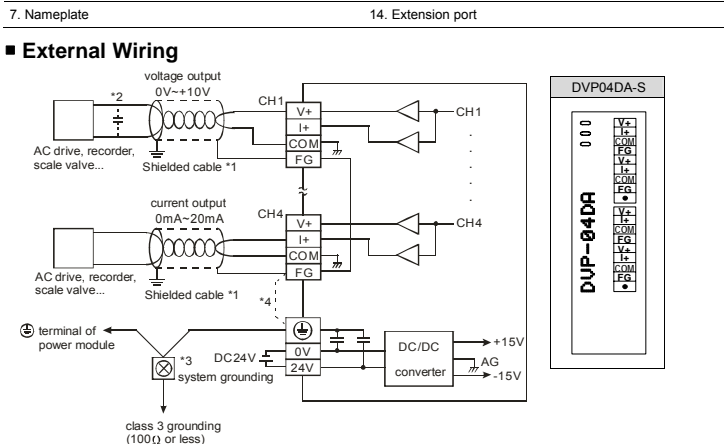 7. Nameplate
14. Extension port
■ External Wiring
voltage output
0V~+10V
*2
CH1
V+
I+
COM
FG
CH1
AC drive, recorder,
scale valve...
Shielded cable *1
current output
0mA~20mA
CH4
V+
I+
COM
FG
CH4
AC drive, recorder,
scale valve...
Shielded cable *1
*4
terminal of
power module
*3
system grounding
DC24V
0V
24V
DC/DC
converter
+15V
AG
-15V
class 3 grounding
(100Ω or less)
DVP04DA-S
DVP-04DA
V+
I+
COM
FG
V+
I+
COM
FG
V+
I+
COM
FG
V+
I+
COM
FG